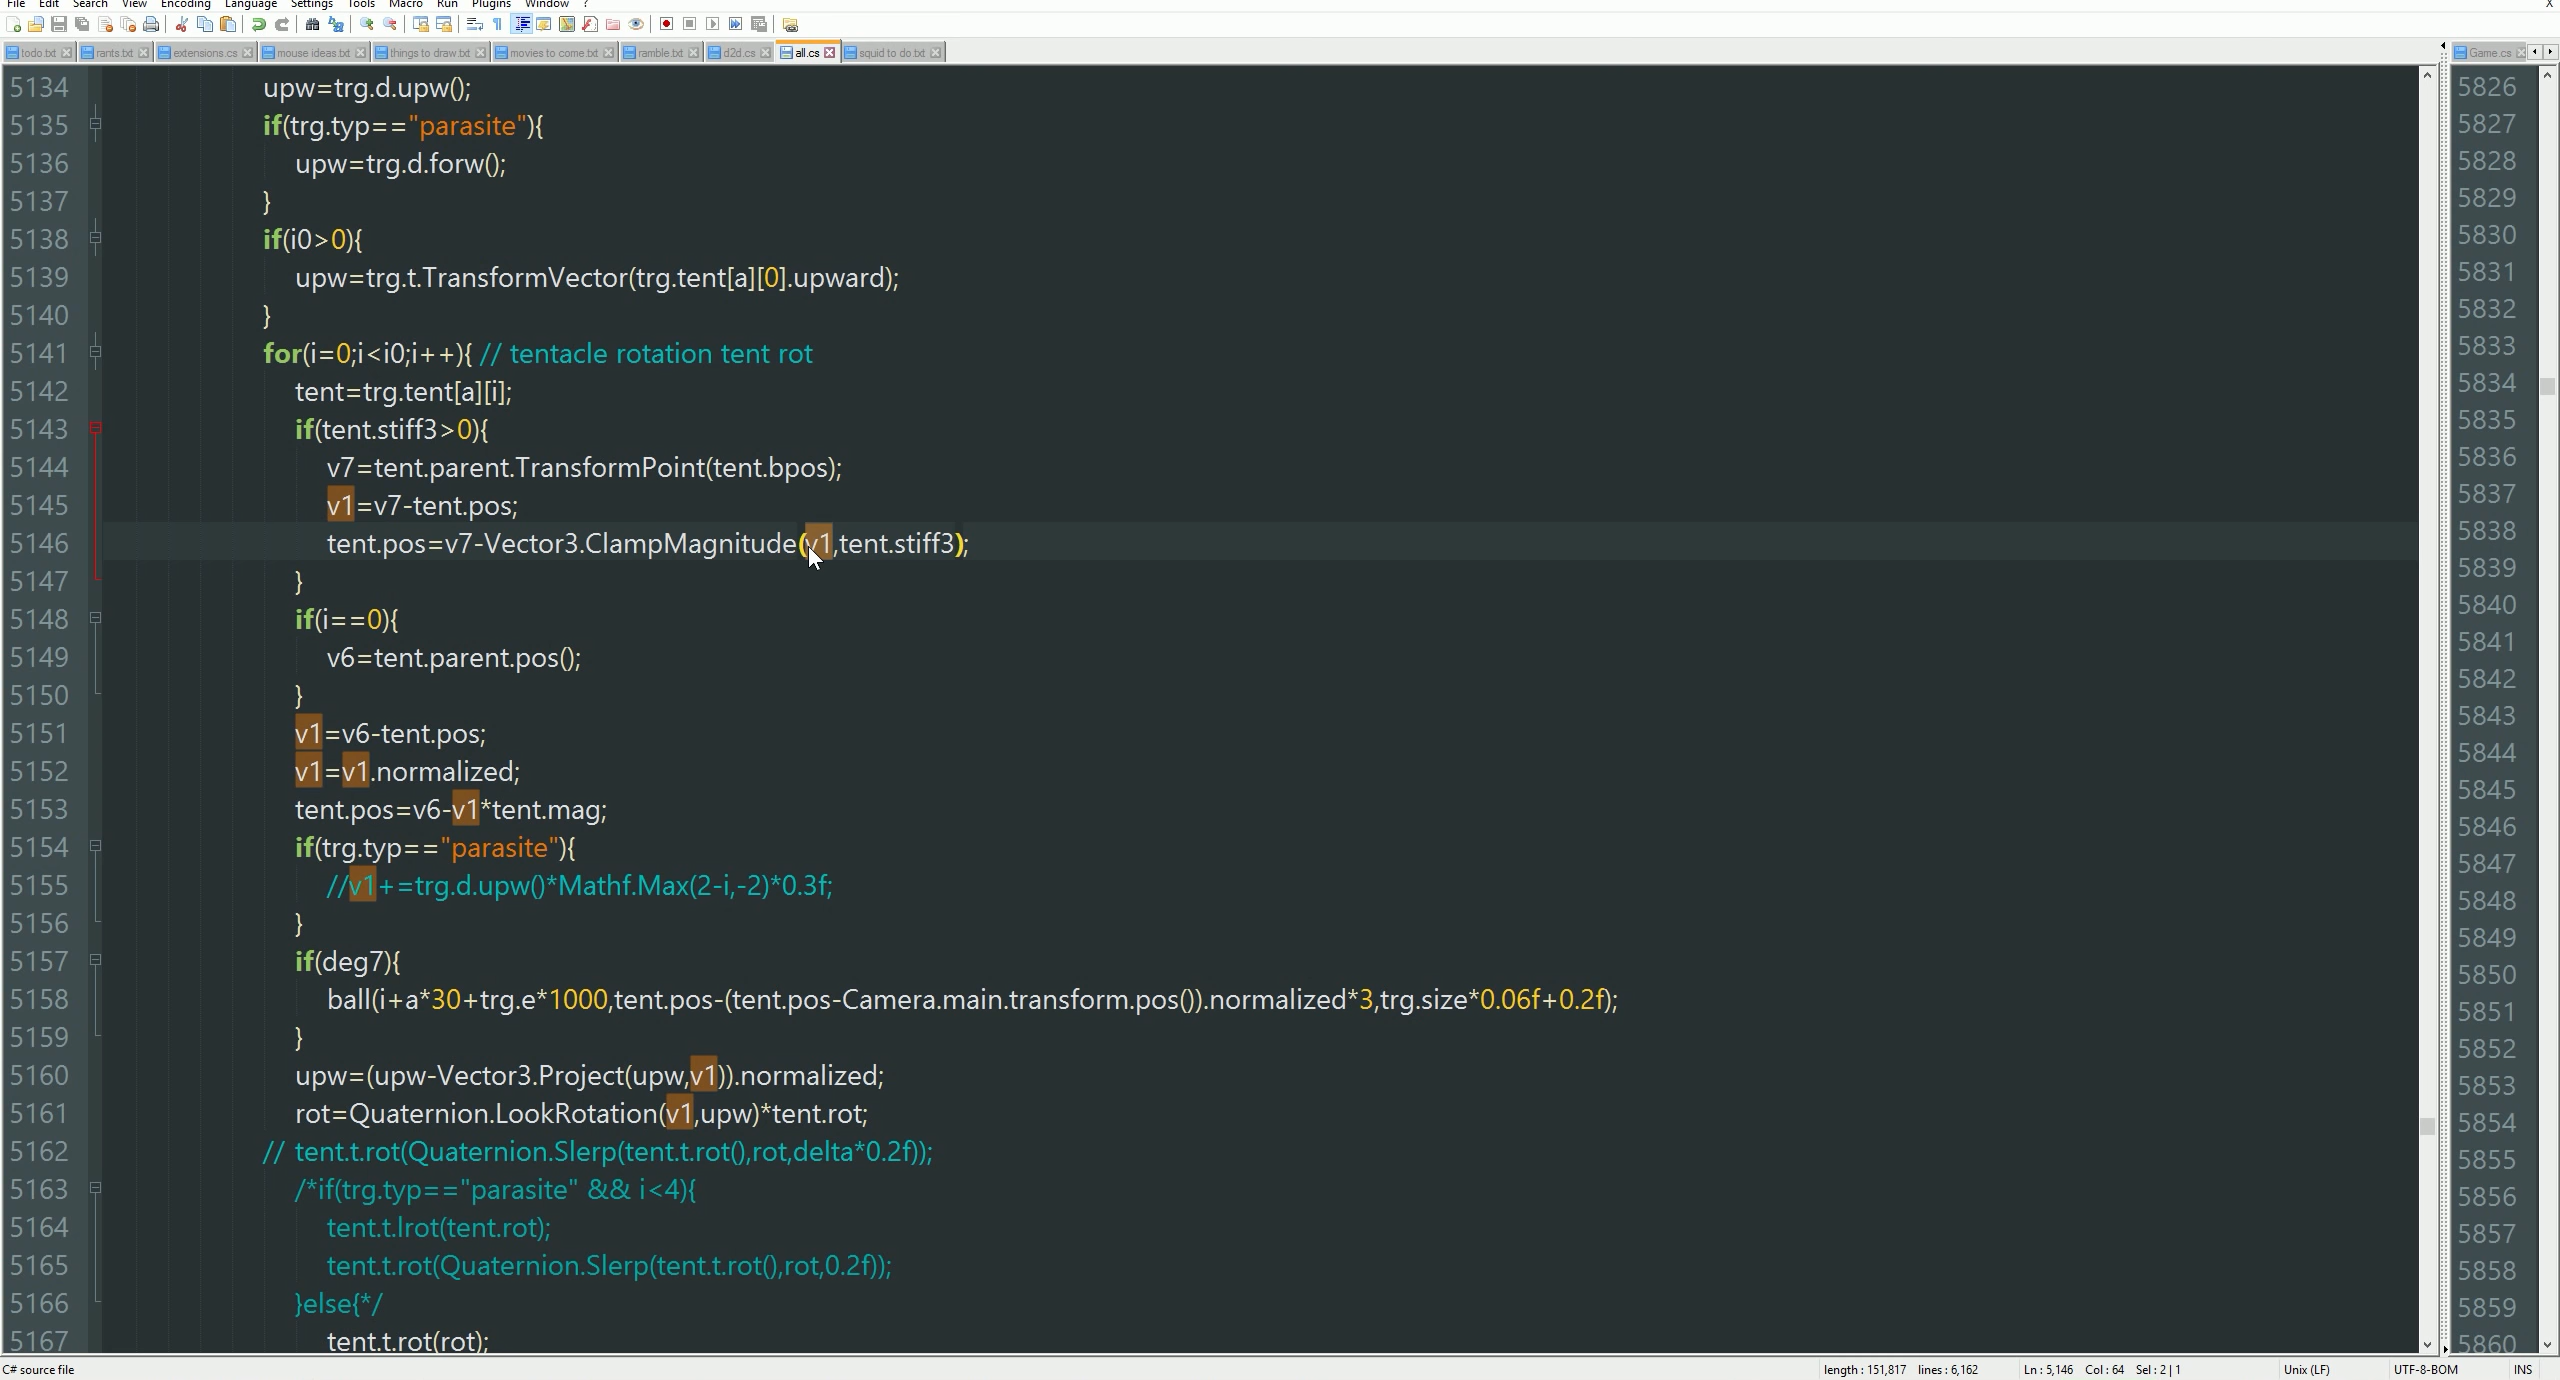 File Edit Search View Encoding Language Settings Tools Macro Run Plugins Window ? X
todo.txt rants.txt extensions.cs mouse ideas.txt things to draw.txt movies to come.txt ramble.txt d2d.cs all.cs squid to do.txt Game.cs
5134 upw=trg.d.upw();
5135 if(trg.typ=="parasite"){
5136 upw=trg.d.forw();
5137 }
5138 if(i0>0){
5139 upw=trg.t.TransformVector(trg.tent[a][0].upward);
5140 }
5141 for(i=0;i<i0;i++){ // tentacle rotation tent rot
5142 tent=trg.tent[a][i];
5143 if(tent.stiff3>0){
5144 v7=tent.parent.TransformPoint(tent.bpos);
5145 v1=v7-tent.pos;
5146 tent.pos=v7-Vector3.ClampMagnitude(v1,tent.stiff3);
5147 }
5148 if(i==0){
5149 v6=tent.parent.pos();
5150 }
5151 v1=v6-tent.pos;
5152 v1=v1.normalized;
5153 tent.pos=v6-v1*tent.mag;
5154 if(trg.typ=="parasite"){
5155 //v1+=trg.d.upw()*Mathf.Max(2-i,-2)*0.3f;
5156 }
5157 if(deg7){
5158 ball(i+a*30+trg.e*1000,tent.pos-(tent.pos-Camera.main.transform.pos()).normalized*3,trg.size*0.06f+0.2f);
5159 }
5160 upw=(upw-Vector3.Project(upw,v1)).normalized;
5161 rot=Quaternion.LookRotation(v1,upw)*tent.rot;
5162 // tent.t.rot(Quaternion.Slerp(tent.t.rot(),rot,delta*0.2f));
5163 /*if(trg.typ=="parasite" && i<4){
5164 tent.t.lrot(tent.rot);
5165 tent.t.rot(Quaternion.Slerp(tent.t.rot(),rot,0.2f));
5166 }else{*/
5167 tent.t.rot(rot);
5826
5827
5828
5829
5830
5831
5832
5833
5834
5835
5836
5837
5838
5839
5840
5841
5842
5843
5844
5845
5846
5847
5848
5849
5850
5851
5852
5853
5854
5855
5856
5857
5858
5859
5860
C# source file length : 151,817 lines : 6,162 Ln : 5,146 Col : 64 Sel : 2 | 1 Unix (LF) UTF-8-BOM INS